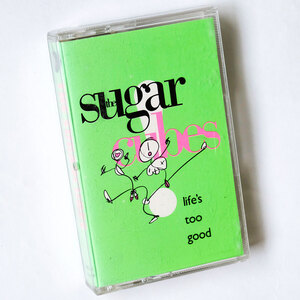 the
sugar
cubes
life's
too
good